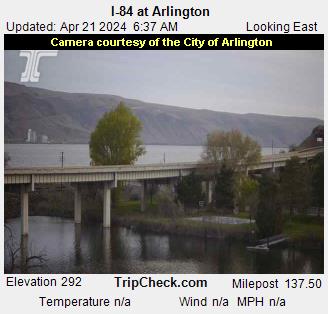 I-84 at Arlington
Updated: Apr 21 2024 6:37 AM Looking East
Camera courtesy of the City of Arlington
Elevation 292 TripCheck.com Milepost 137.50
Temperature n/a Wind n/a MPH n/a